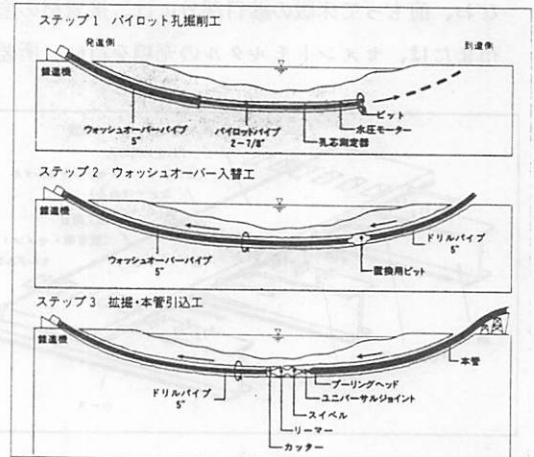 ステップ1 パイロット孔掘削工
発進側
到達側
鑽進機
ビット
水圧モーター
孔芯測定器
ウォッシュオーバーパイプ
5"
パイロッドパイプ
2-7/8"
ステップ2 ウォッシュオーバー入替工
鑽進機
ウォッシュオーバーパイプ
5"
ドリルパイプ
5"
置換用ビット
ステップ3 拡掘・本管引込工
鑽進機
本管
ドリルパイプ
5"
プーリングヘッド
ユニバーサルジョイント
スイベル
リーマー
カッター